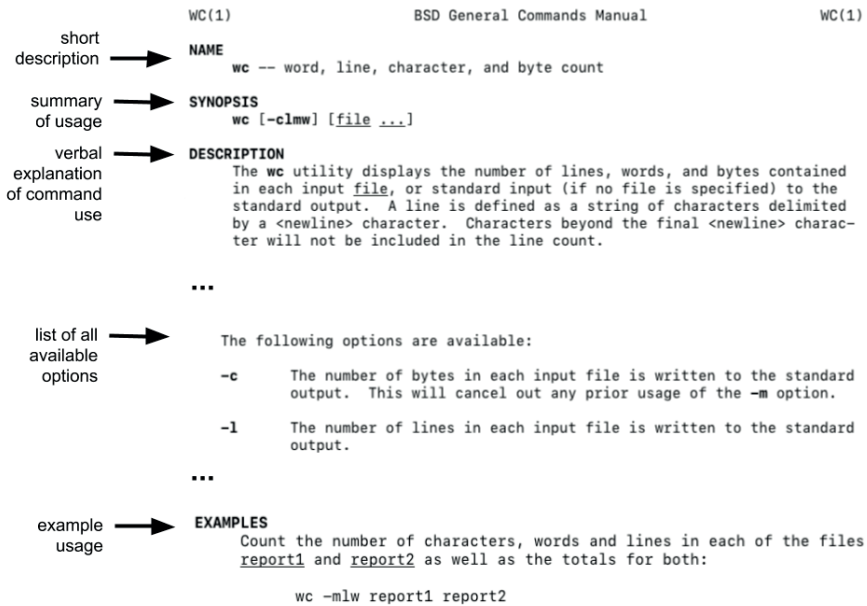 WC(1) BSD General Commands Manual WC(1)
short
description
NAME
wc –– word, line, character, and byte count
summary
of usage
SYNOPSIS
wc [–clmw] [file ...]
verbal
explanation
of command
use
DESCRIPTION
The wc utility displays the number of lines, words, and bytes contained
in each input file, or standard input (if no file is specified) to the
standard output.  A line is defined as a string of characters delimited
by a <newline> character.  Characters beyond the final <newline> charac–
ter will not be included in the line count.
...
list of all
available
options
The following options are available:
–c The number of bytes in each input file is written to the standard
output.  This will cancel out any prior usage of the –m option.
–l The number of lines in each input file is written to the standard
output.
...
example
usage
EXAMPLES
Count the number of characters, words and lines in each of the files
report1 and report2 as well as the totals for both:
wc –mlw report1 report2